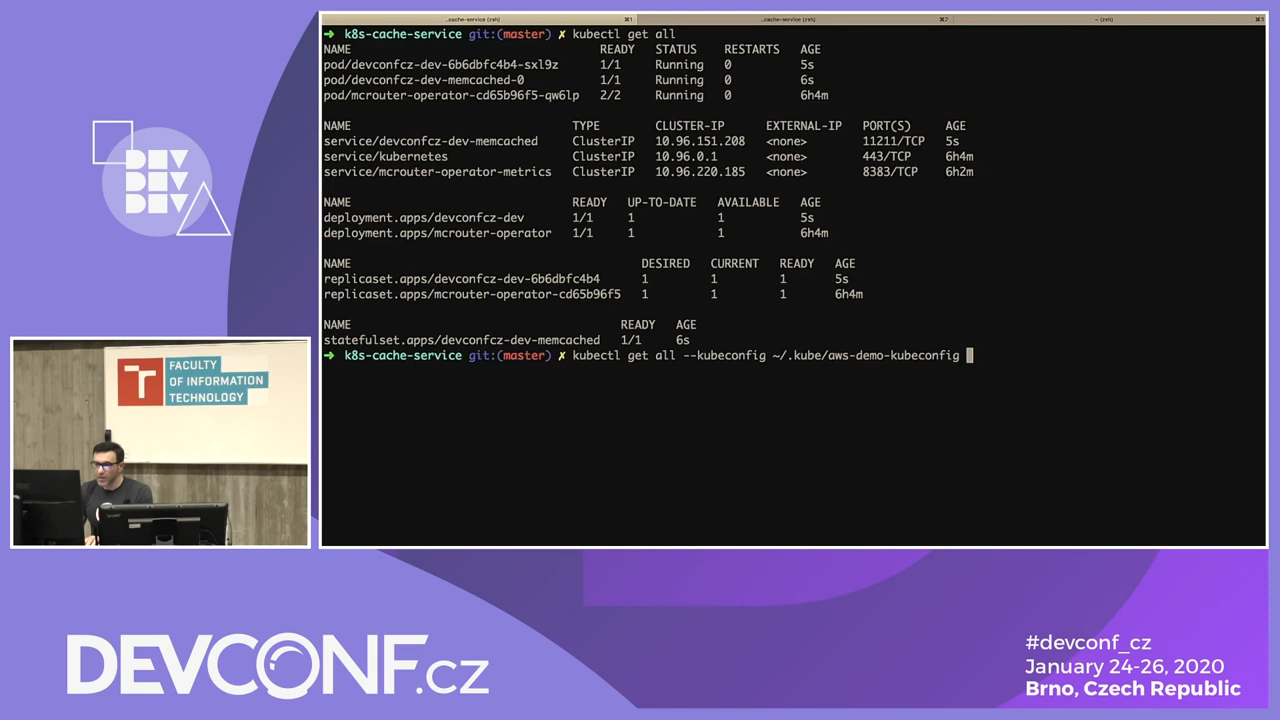 ..cache-service (zsh) ⌘1 ..cache-service (zsh) ⌘2 ~ (zsh) ⌘3
➜ k8s-cache-service git:(master) ✗ kubectl get all
NAME READY STATUS RESTARTS AGE
pod/devconfcz-dev-6b6dbfc4b4-sxl9z 1/1 Running 0 5s
pod/devconfcz-dev-memcached-0 1/1 Running 0 6s
pod/mcrouter-operator-cd65b96f5-qw6lp 2/2 Running 0 6h4m
NAME TYPE CLUSTER-IP EXTERNAL-IP PORT(S) AGE
service/devconfcz-dev-memcached ClusterIP 10.96.151.208 <none> 11211/TCP 5s
service/kubernetes ClusterIP 10.96.0.1 <none> 443/TCP 6h4m
service/mcrouter-operator-metrics ClusterIP 10.96.220.185 <none> 8383/TCP 6h2m
NAME READY UP-TO-DATE AVAILABLE AGE
deployment.apps/devconfcz-dev 1/1 1 1 5s
deployment.apps/mcrouter-operator 1/1 1 1 6h4m
NAME DESIRED CURRENT READY AGE
replicaset.apps/devconfcz-dev-6b6dbfc4b4 1 1 1 5s
replicaset.apps/mcrouter-operator-cd65b96f5 1 1 1 6h4m
NAME READY AGE
statefulset.apps/devconfcz-dev-memcached 1/1 6s
➜ k8s-cache-service git:(master) ✗ kubectl get all --kubeconfig ~/.kube/aws-demo-kubeconfig
DEV
DEV
DEV
T FACULTY
OF INFORMATION
TECHNOLOGY
DEVCONF.cz
#devconf_cz
January 24-26, 2020
Brno, Czech Republic